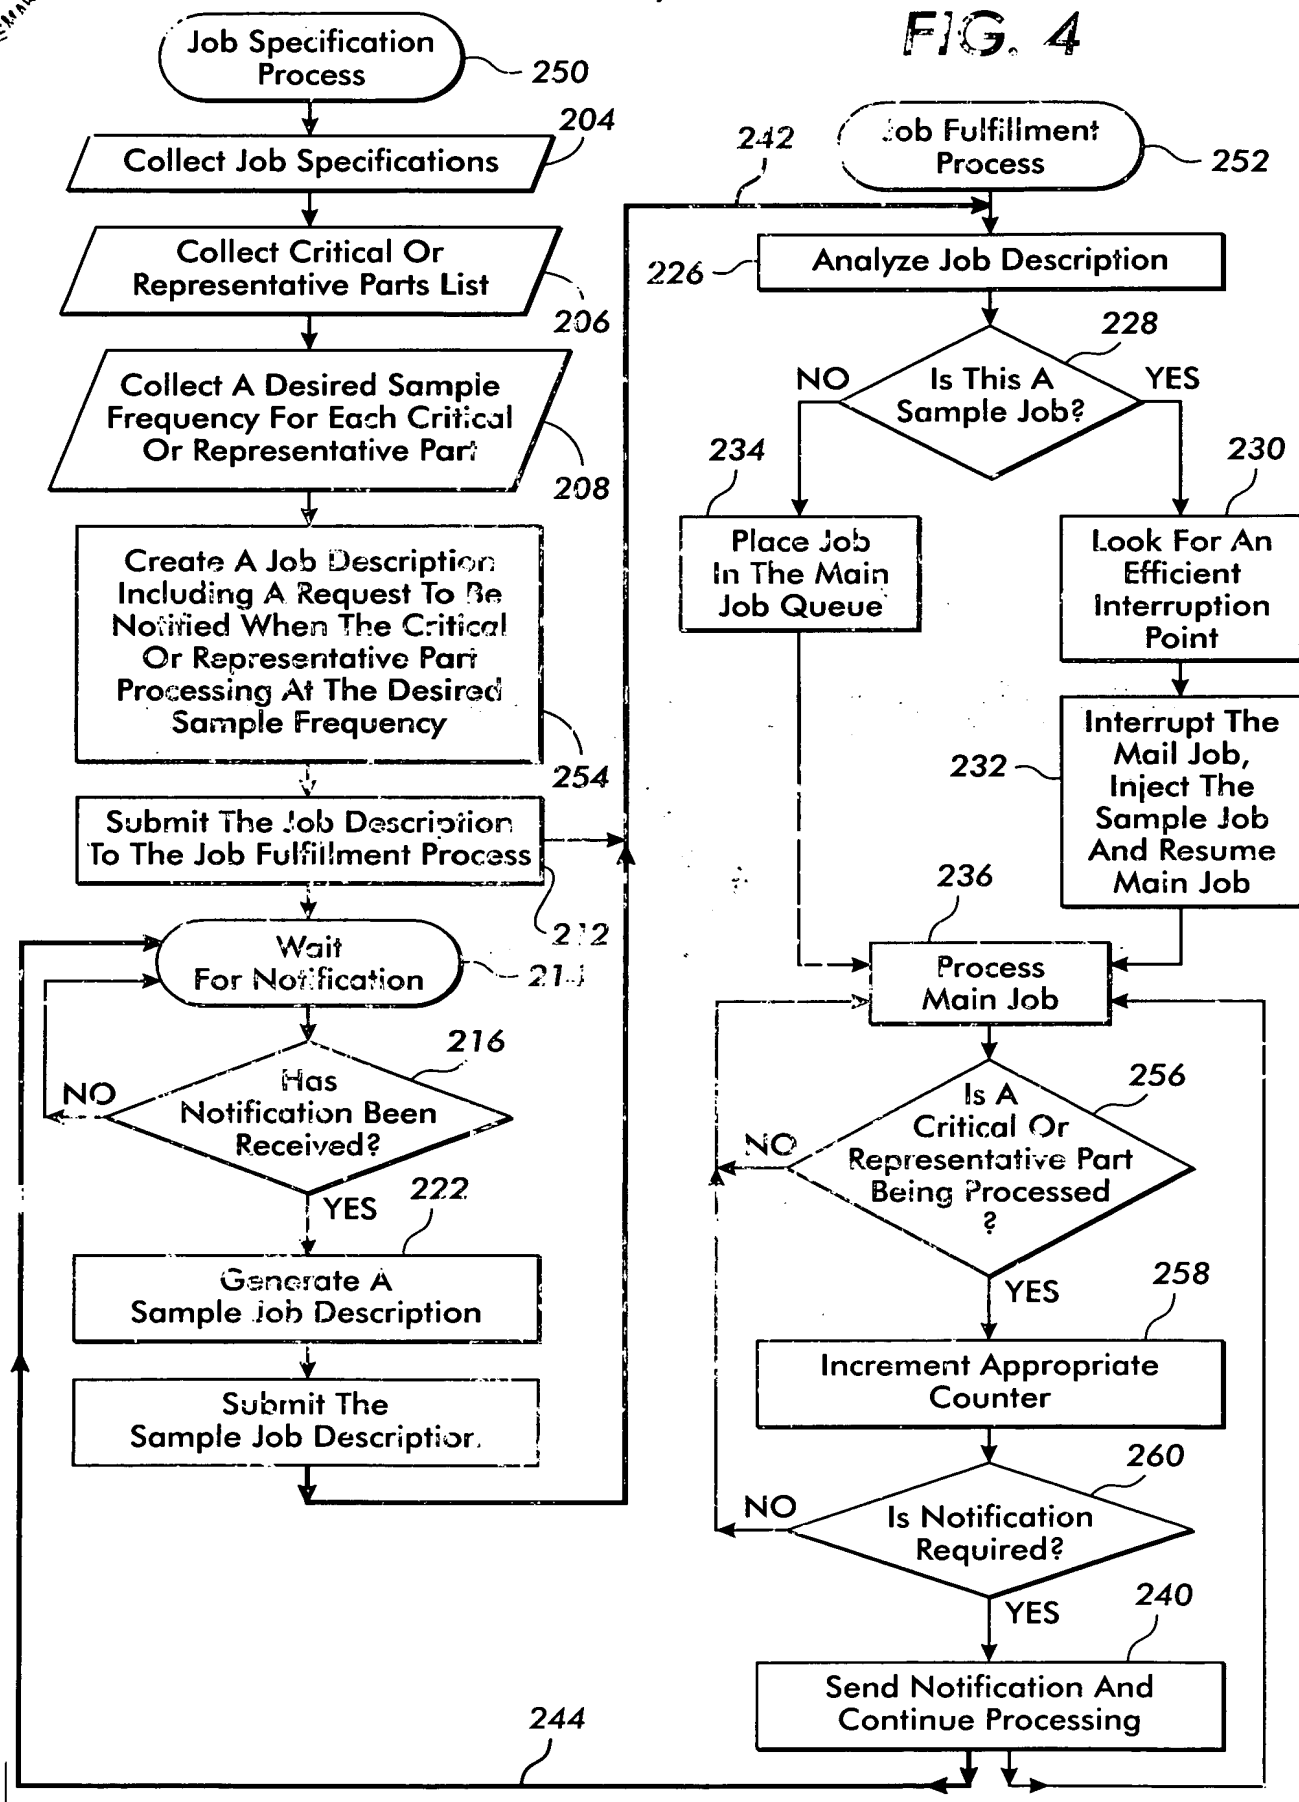 FIG. 4
Job Specification
Process
250
204
Collect Job Specifications
Collect Critical Or
Representative Parts List
206
Collect A Desired Sample
Frequency For Each Critical
Or Representative Part
208
Create A Job Description
Including A Request To Be
Notified When The Critical
Or Representative Part
Processing At The Desired
Sample Frequency
254
Submit The Job Description
To The Job Fulfillment Process
212
Wait
For Notification
214
216
Has
Notification Been
Received?
NO
YES
222
Generate A
Sample Job Description
Submit The
Sample Job Description
244
242
Job Fulfillment
Process
252
226
Analyze Job Description
228
Is This A
Sample Job?
NO
YES
234
Place Job
In The Main
Job Queue
230
Look For An
Efficient
Interruption
Point
232
Interrupt The
Mail Job,
Inject The
Sample Job
And Resume
Main Job
236
Process
Main Job
256
Is A
Critical Or
Representative Part
Being Processed
?
NO
YES
258
Increment Appropriate
Counter
260
Is Notification
Required?
NO
YES
240
Send Notification And
Continue Processing